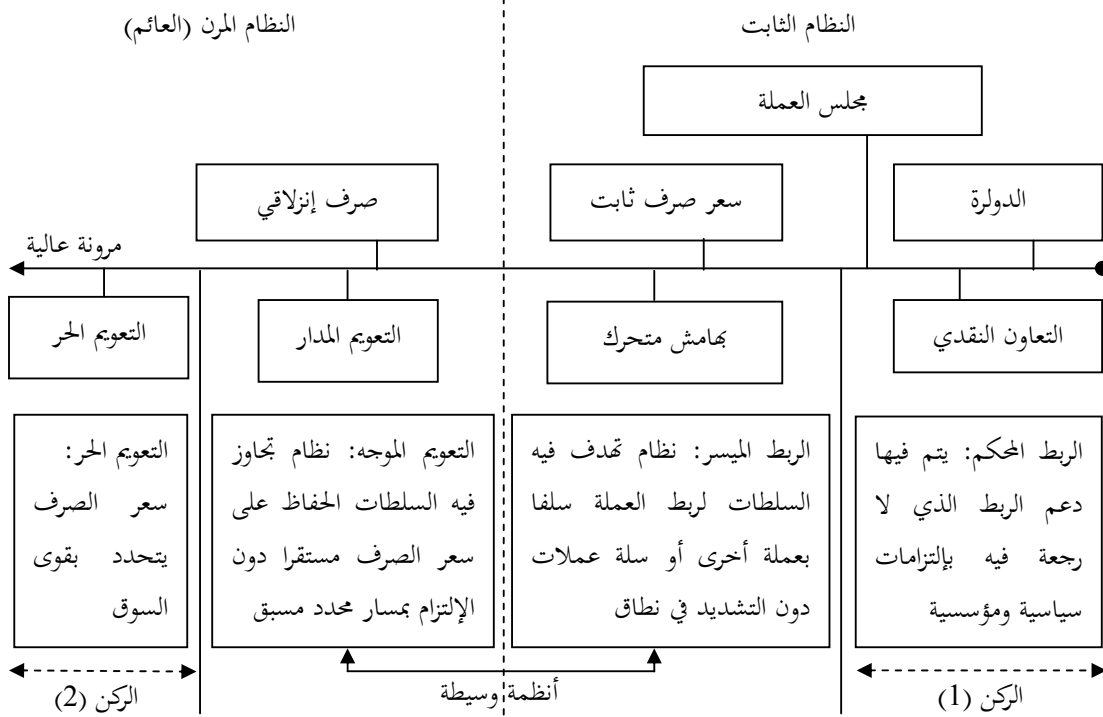 النظام الثابت
النظام المرن (العائم)
مجلس العملة
الدولرة
سعر صرف ثابت
صرف إنزلاقي
مرونة عالية
التعاون النقدي
بهامش متحرك
التعويم المدار
التعويم الحر
الربط المحكم: يتم فيها
دعم الربط الذي لا
رجعة فيه بإلتزامات
سياسية ومؤسسية
الربط الميسر: نظام تهدف فيه
السلطات لربط العملة سلفا
بعملة أخرى أو سلة عملات
دون التشديد في نطاق
التعويم الموجه: نظام تجاوز
فيه السلطات الحفاظ على
سعر الصرف مستقرا دون
الإلتزام بمسار محدد مسبق
التعويم الحر:
سعر الصرف
يتحدد بقوى
السوق
الركن (1)
أنظمة وسيطة
الركن (2)